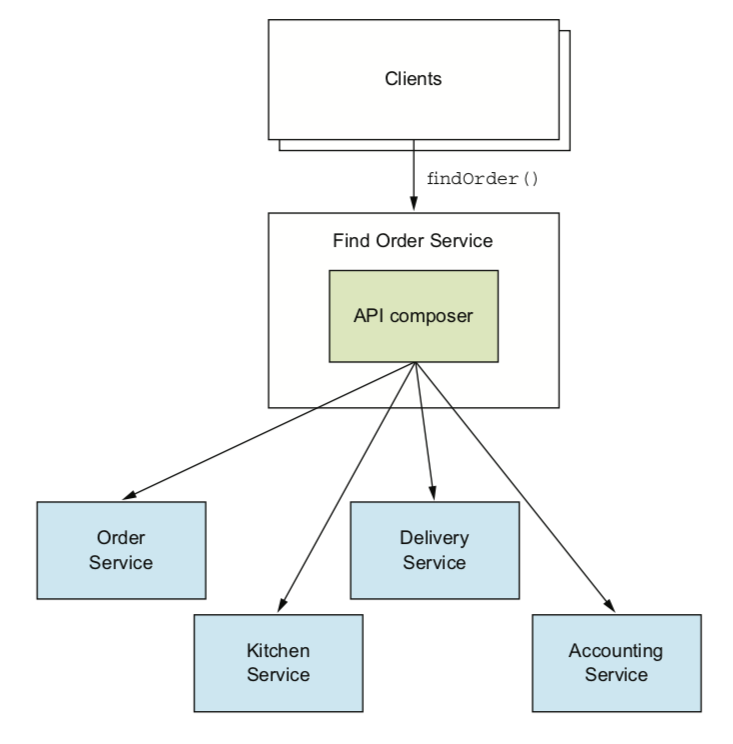 Clients
findOrder()
Find Order Service
API composer
Order
Service
Delivery
Service
Kitchen
Service
Accounting
Service